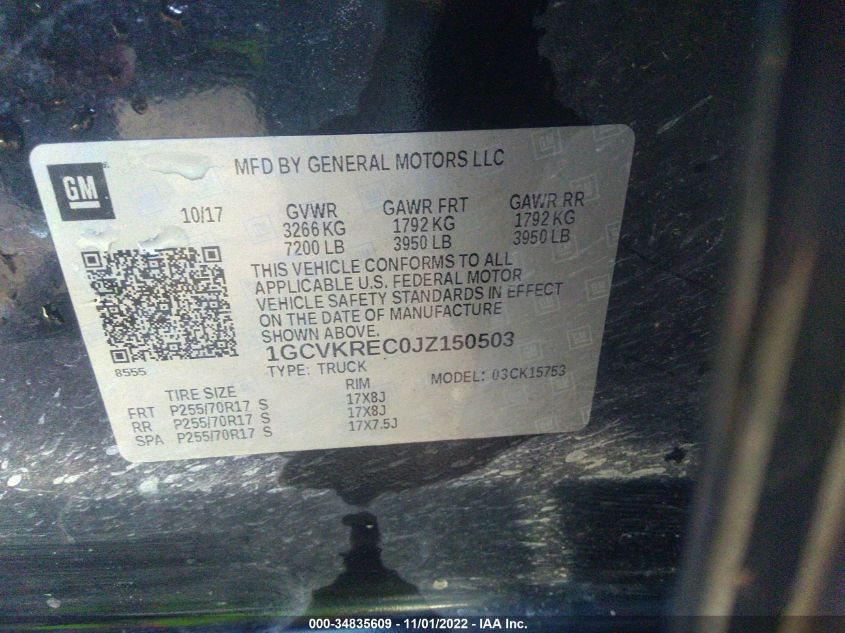 GM
MFD BY GENERAL MOTORS LLC
10/17 GVWR GAWR FRT GAWR RR
3266 KG 1792 KG 1792 KG
7200 LB 3950 LB 3950 LB
THIS VEHICLE CONFORMS TO ALL
APPLICABLE U.S. FEDERAL MOTOR
VEHICLE SAFETY STANDARDS IN EFFECT
ON THE DATE OF MANUFACTURE
SHOWN ABOVE.
1GCVKREC0JZ150503
8555
TYPE: TRUCK MODEL: 03CK15753
TIRE SIZE RIM
FRT P255/70R17 S 17X8J
RR P255/70R17 S 17X8J
SPA P255/70R17 S 17X7.5J
000-34835609 - 11/01/2022 - IAA Inc.